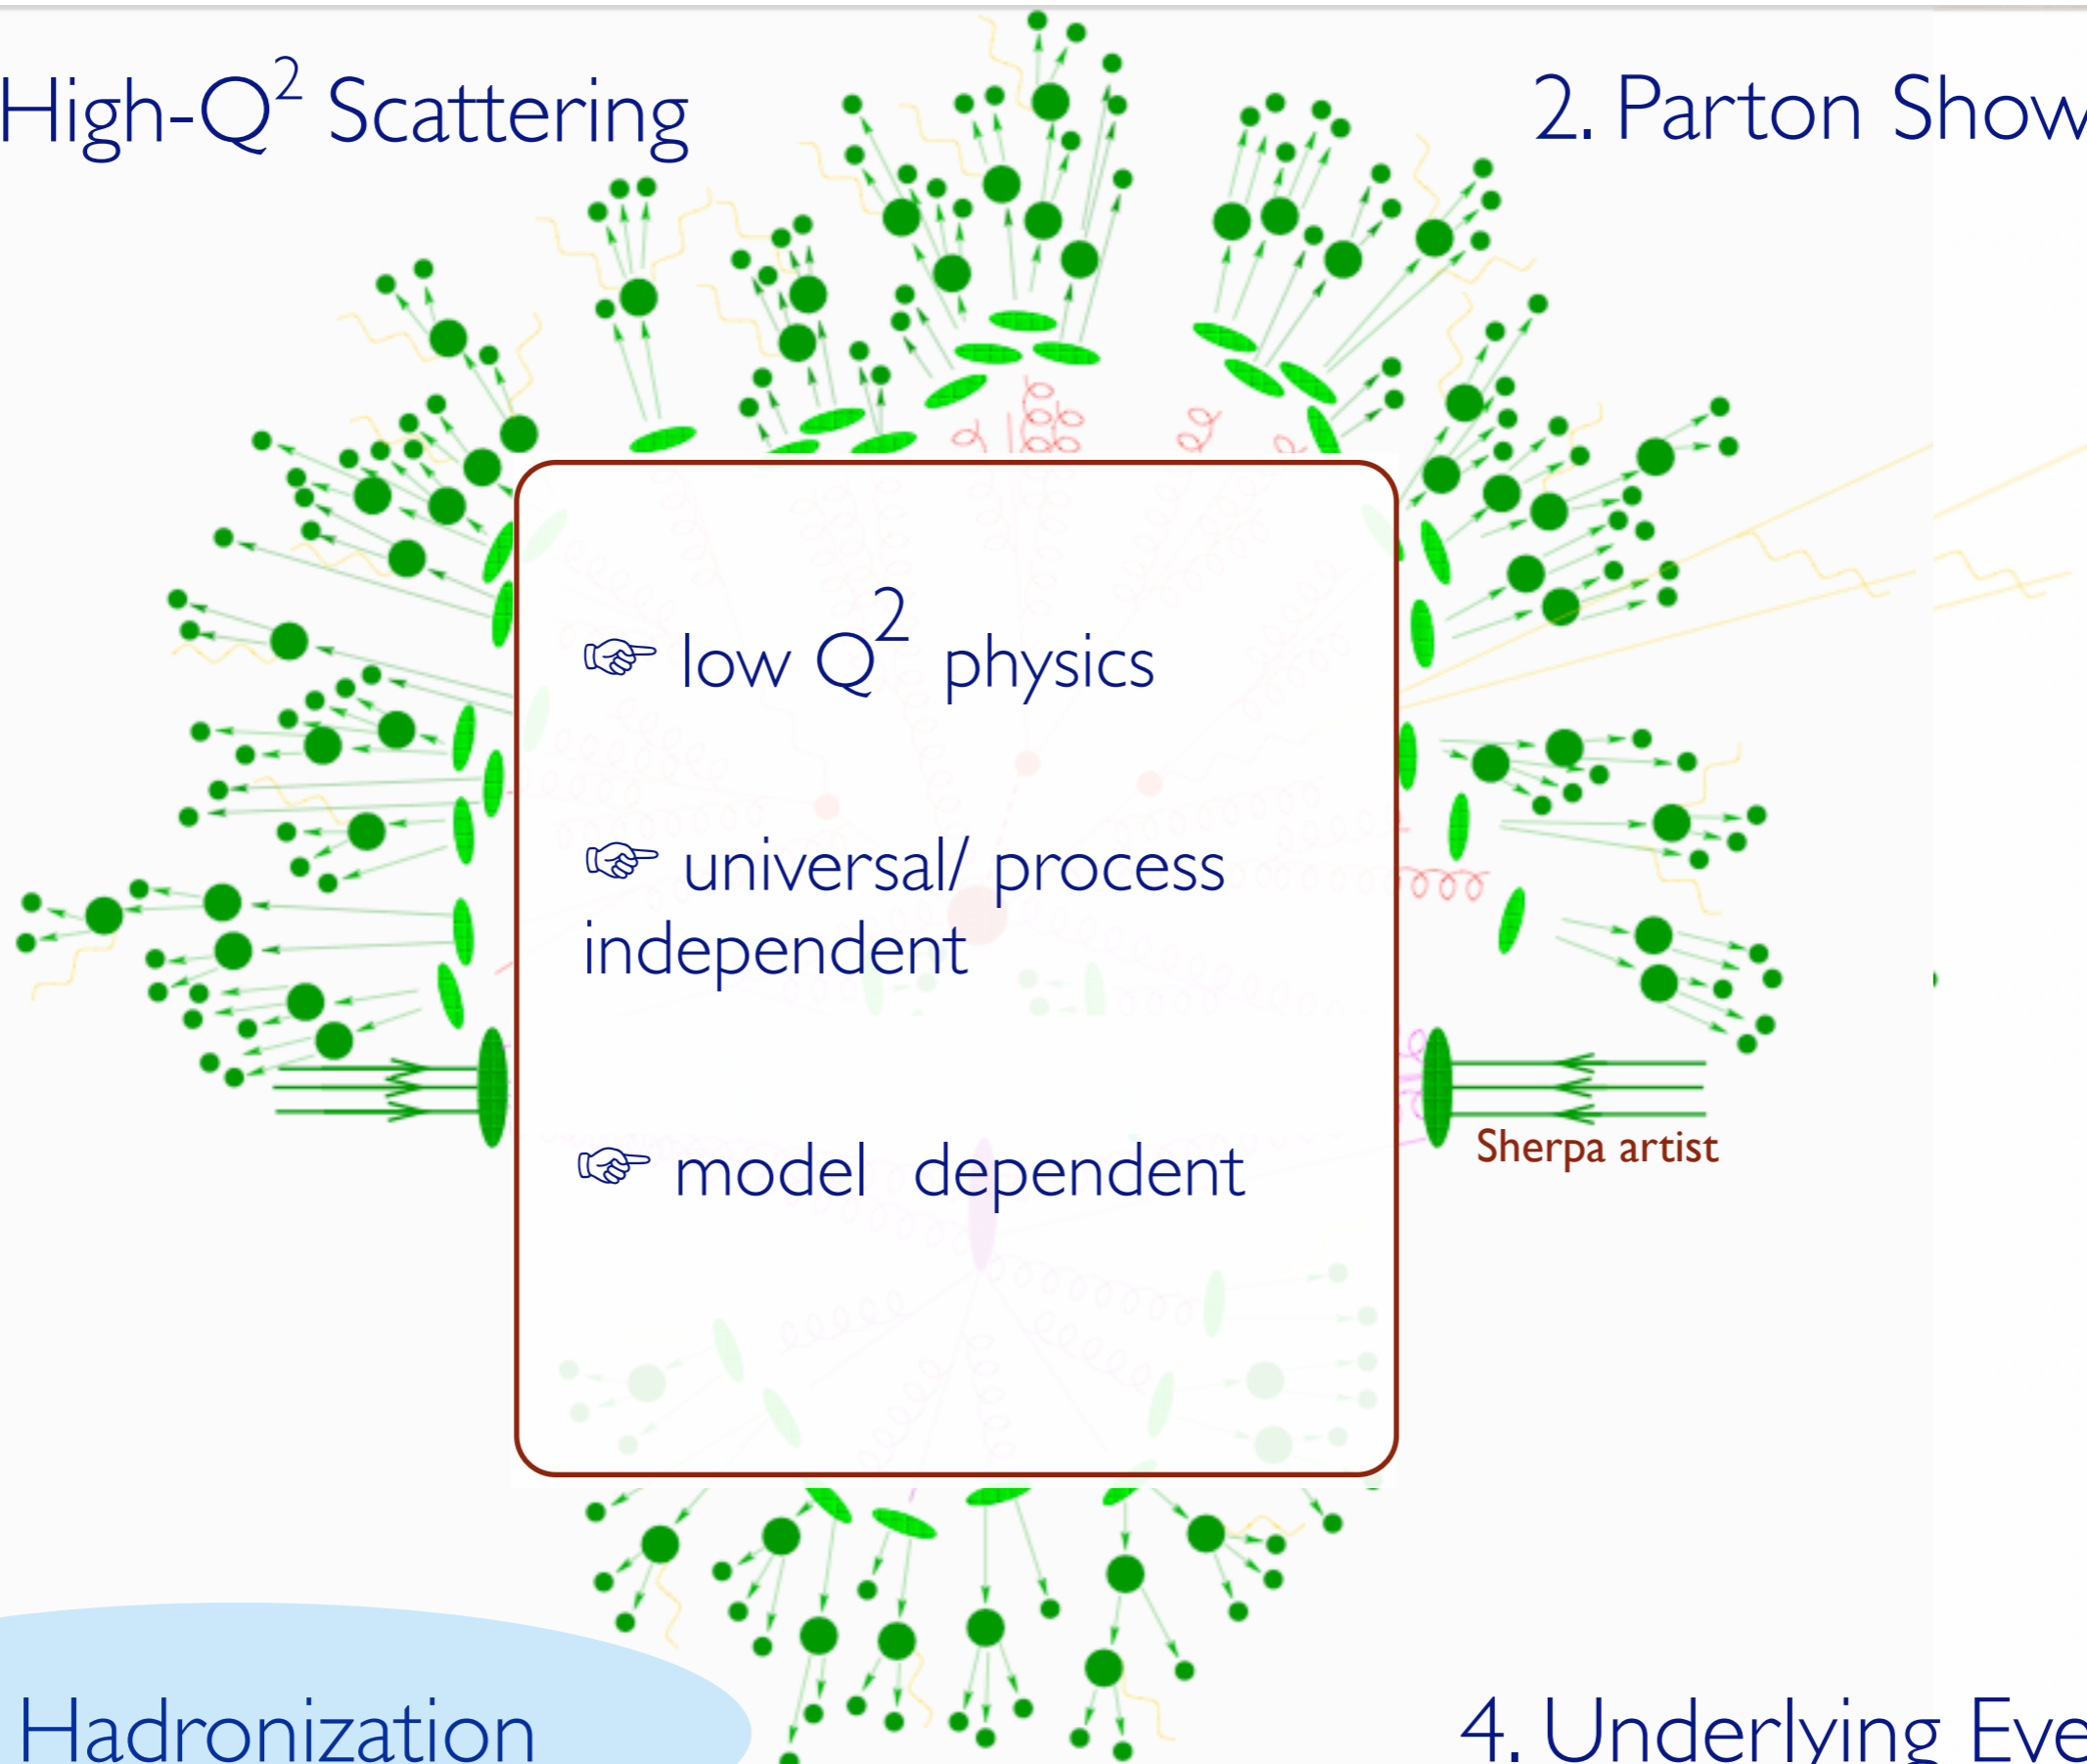 High-Q² Scattering
2. Parton Show
☞ low Q² physics
☞ universal/ process
independent
☞ model dependent
Sherpa artist
Hadronization
4. Underlying Eve